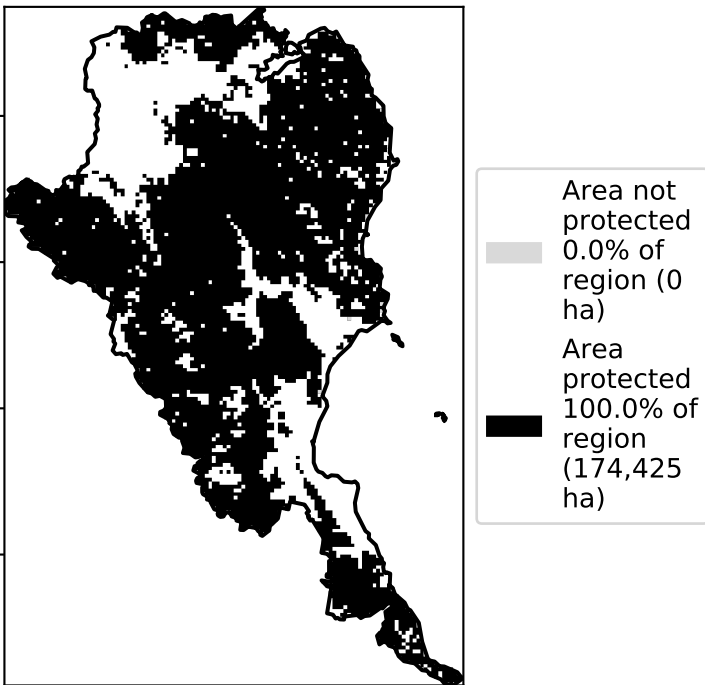 Area not
protected
0.0% of
region (0
ha)
Area
protected
100.0% of
region
(174,425
ha)